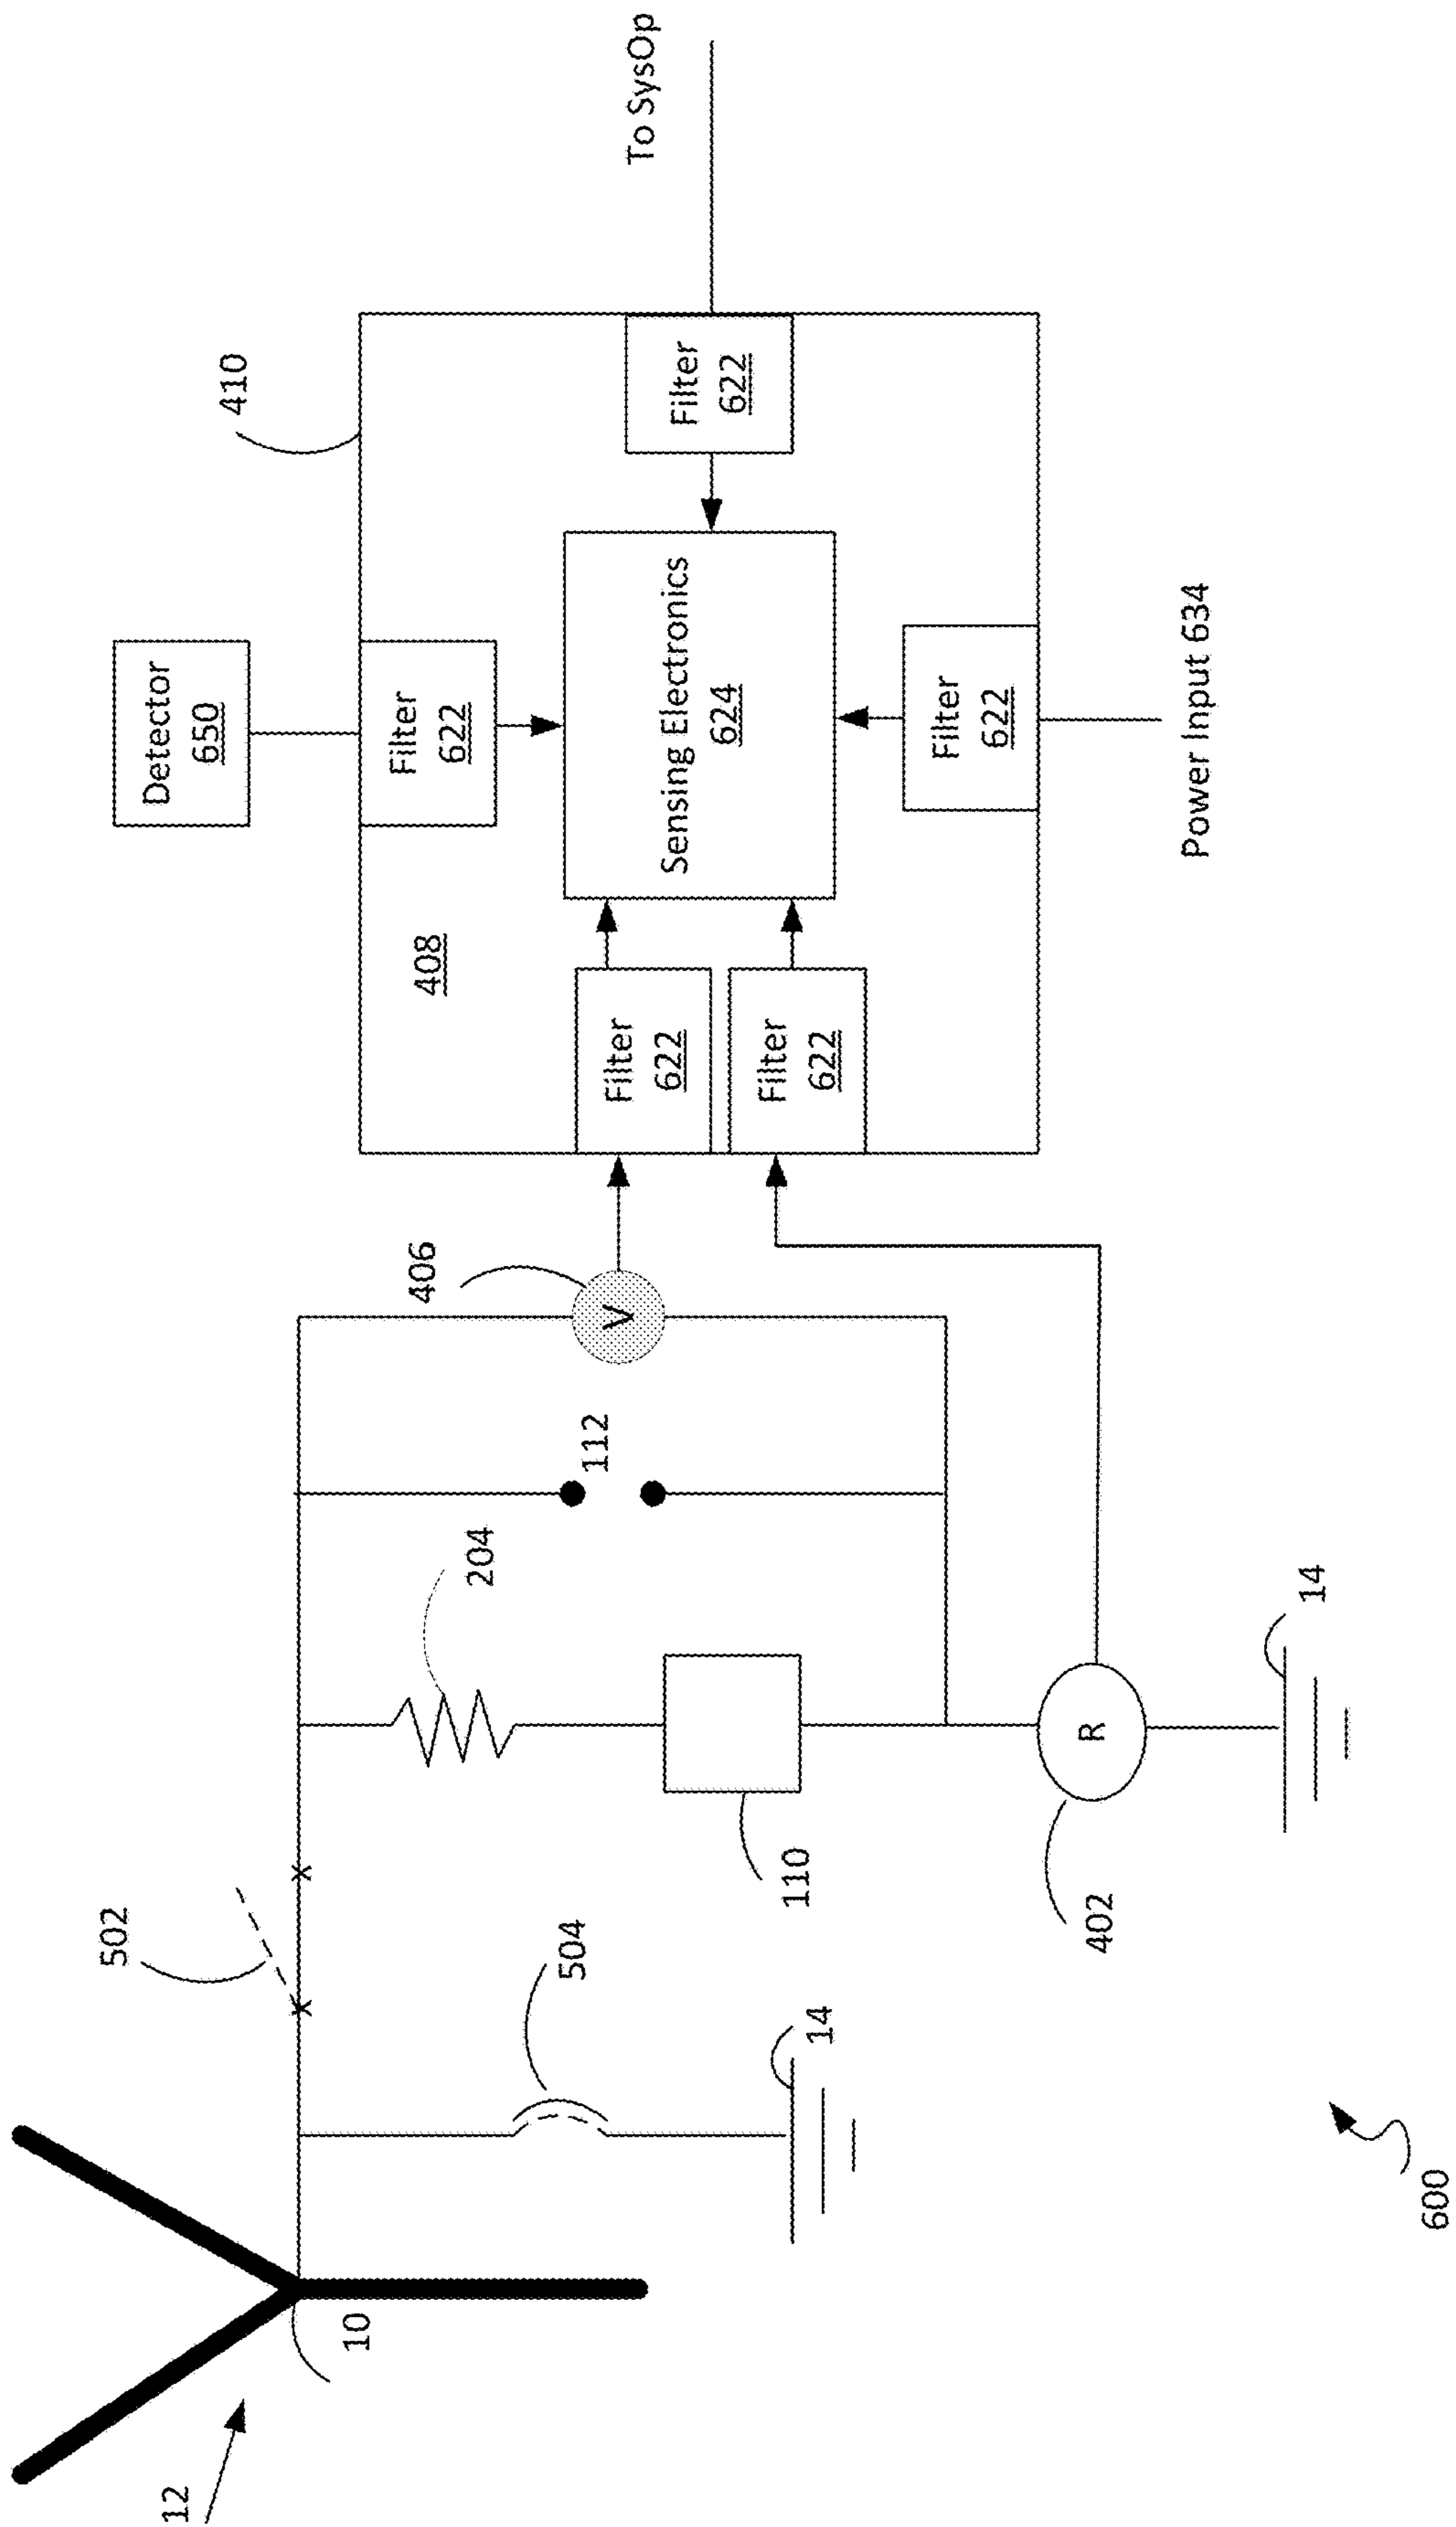 12
10
502
504
14
204
110
112
402
14
406
V
R
410
408
Detector
650
Filter
622
Filter
622
Filter
622
Sensing Electronics
624
Filter
622
Filter
622
To SysOp
Power Input 634
600